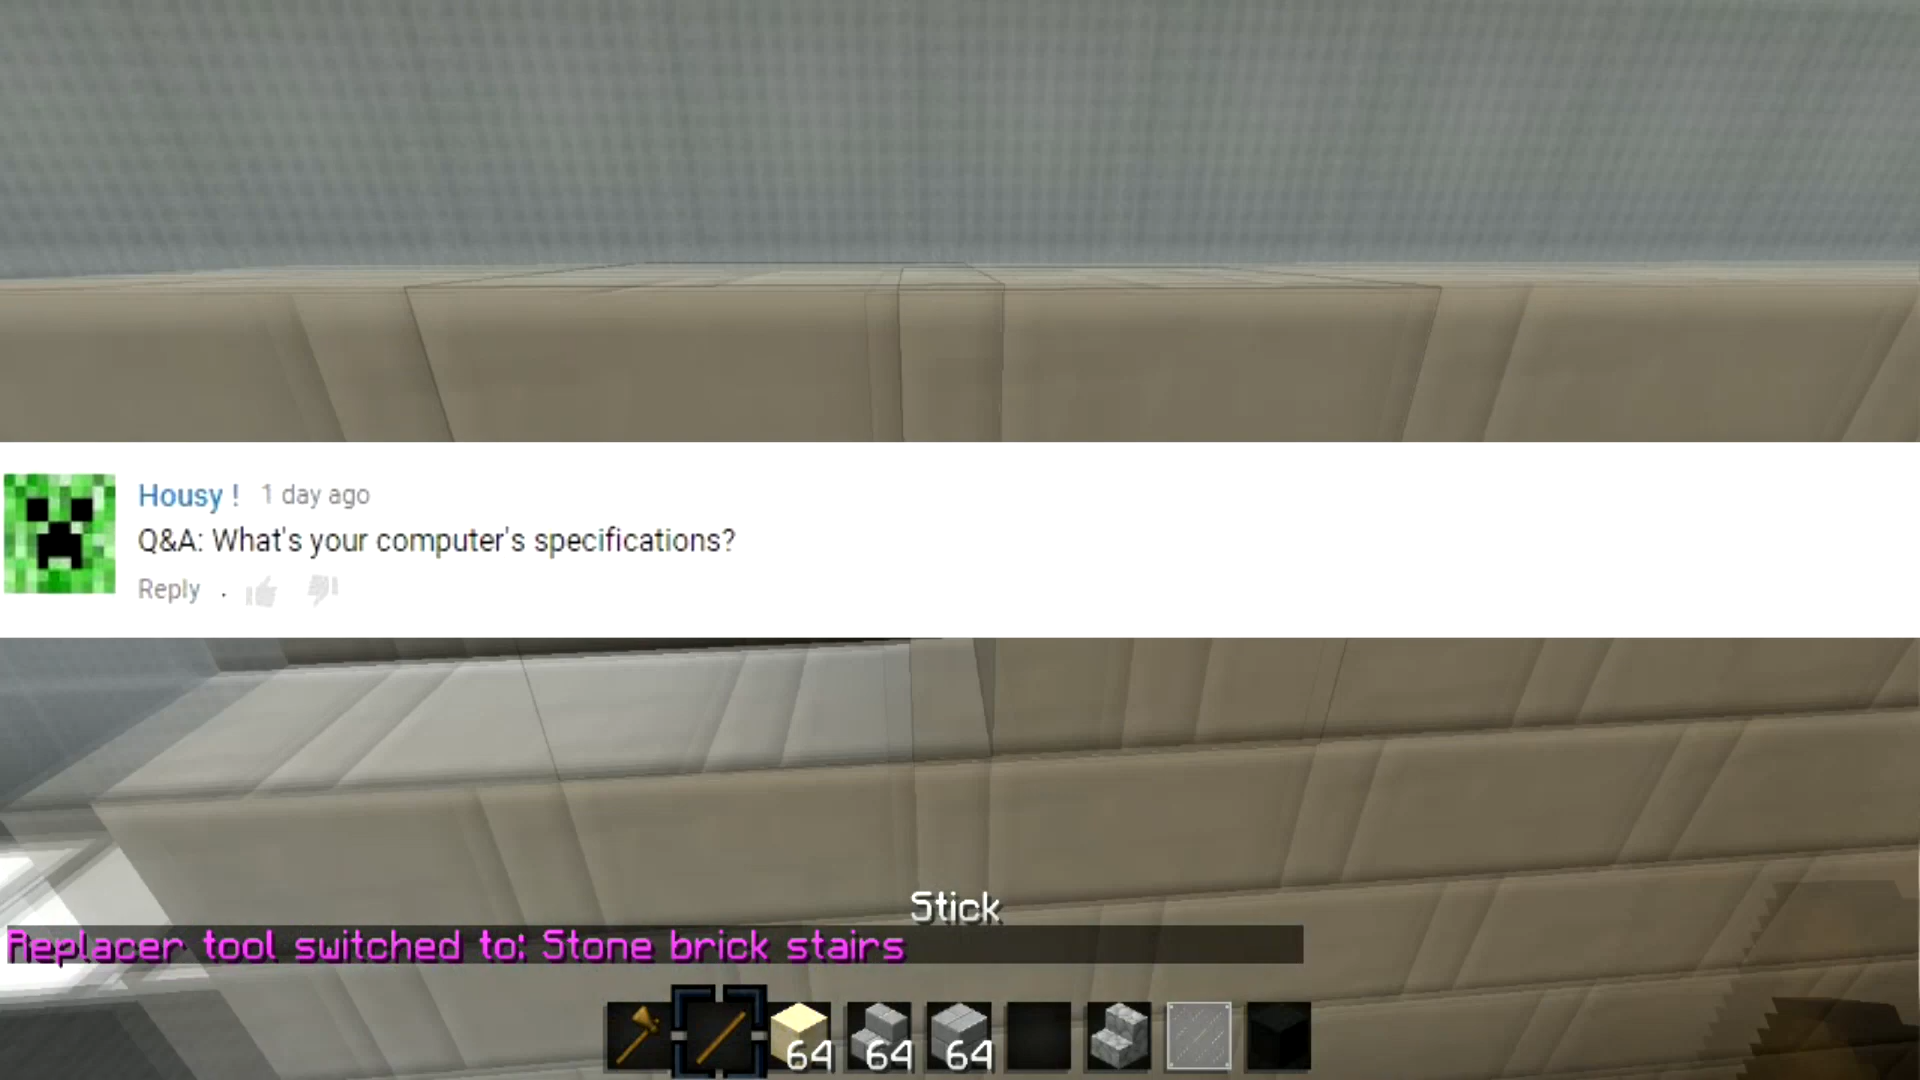 Housy ! 1 day ago
Q&A: What's your computer's specifications?
Reply .
Stick
Replacer tool switched to: Stone brick stairs
64 64 64